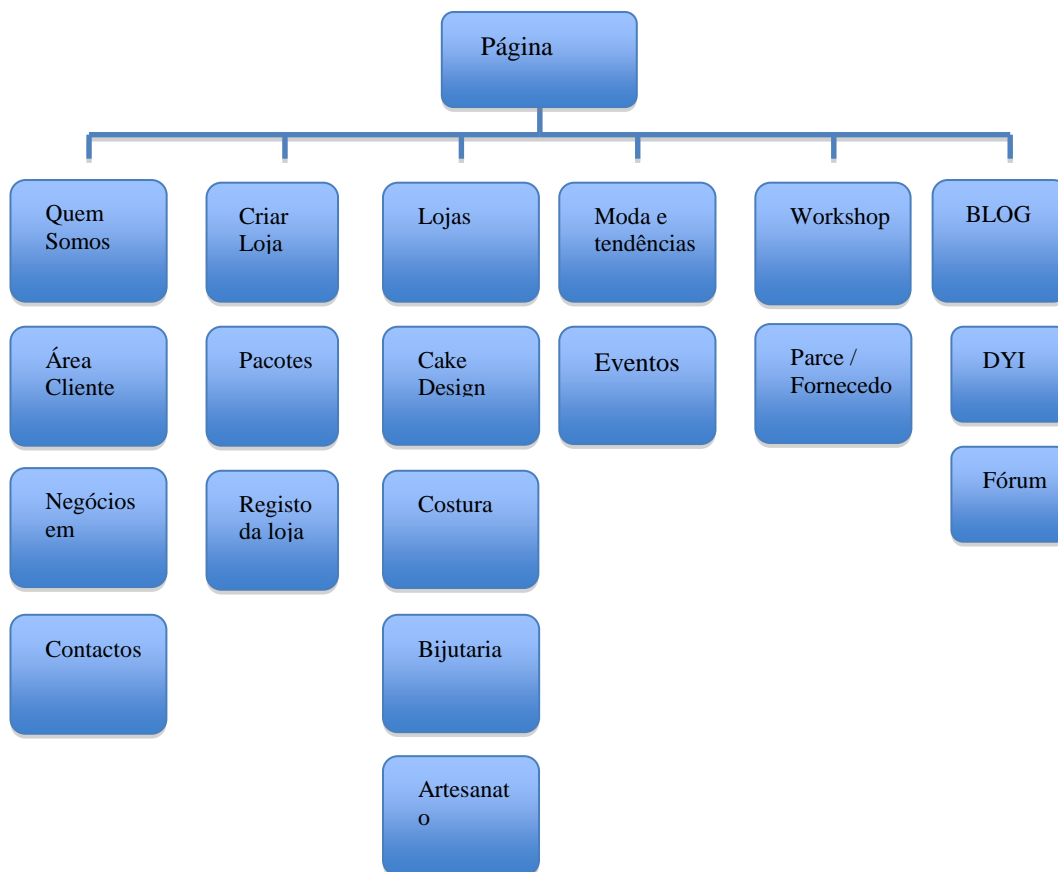 Página
Quem
Somos
Criar
Loja
Lojas
Moda e
tendências
Workshop
BLOG
Área
Cliente
Pacotes
Cake
Design
Eventos
Parce /
Fornecedo
DYI
Negócios
em
Registo
da loja
Costura
Fórum
Contactos
Bijutaria
Artesanat
o